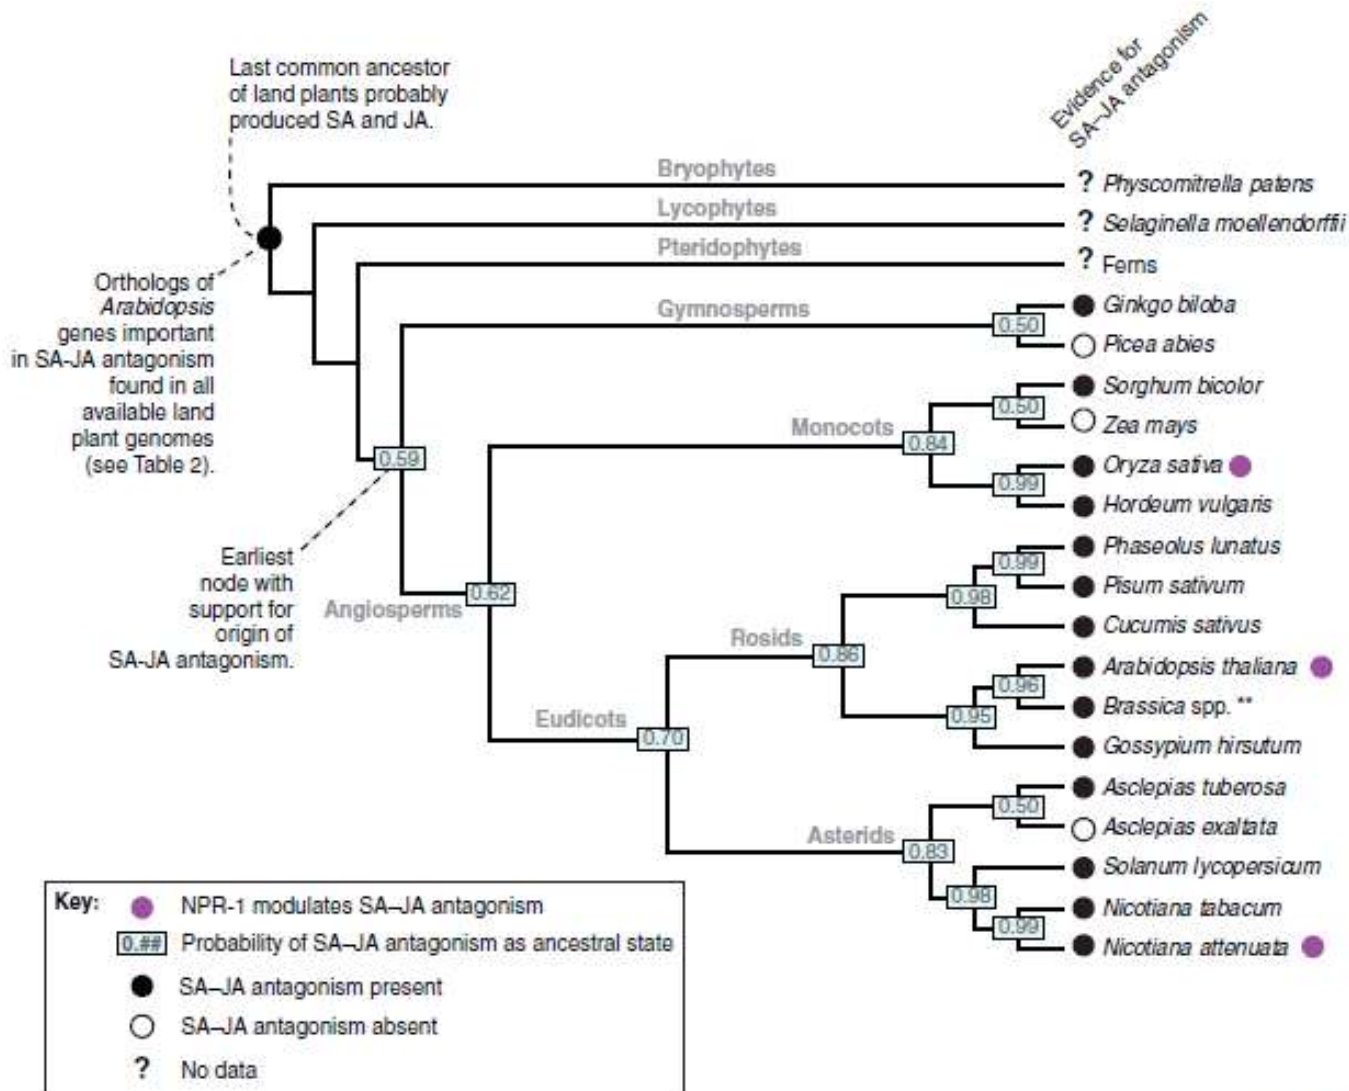 Evidence for
SA–JA antagonism
Last common ancestor
of land plants probably
produced SA and JA.
Bryophytes
? Physcomitrella patens
Lycophytes
? Selaginella moellendorffii
Pteridophytes
? Ferns
Orthologs of
Arabidopsis
genes important
in SA-JA antagonism
found in all
available land
plant genomes
(see Table 2).
Gymnosperms
Ginkgo biloba
0.50
Picea abies
Sorghum bicolor
0.50
Monocots
Zea mays
0.84
0.59
Oryza sativa
0.99
Hordeum vulgaris
Earliest
node with
support for
origin of
SA-JA antagonism.
Phaseolus lunatus
0.99
Pisum sativum
0.62
0.98
Angiosperms
Cucumis sativus
Rosids
0.86
Arabidopsis thaliana
0.96
Brassica spp. **
Eudicots
0.95
0.70
Gossypium hirsutum
Asclepias tuberosa
0.50
Asclepias exaltata
Asterids
0.83
Solanum lycopersicum
0.98
Nicotiana tabacum
0.99
Nicotiana attenuata
Key:
NPR-1 modulates SA–JA antagonism
0.## Probability of SA–JA antagonism as ancestral state
SA–JA antagonism present
SA–JA antagonism absent
? No data